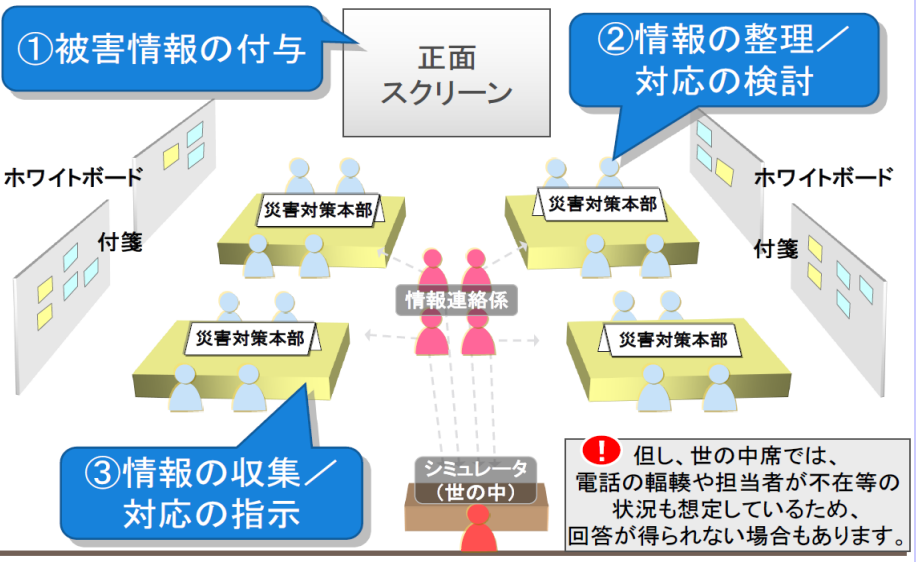 ①被害情報の付与
正面
スクリーン
②情報の整理／
対応の検討
ホワイトボード
付箋
ホワイトボード
付箋
災害対策本部
災害対策本部
情報連絡係
災害対策本部
災害対策本部
③情報の収集／
対応の指示
シミュレータ
（世の中）
! 但し、世の中席では、
電話の輻輳や担当者が不在等の
状況も想定しているため、
回答が得られない場合もあります。